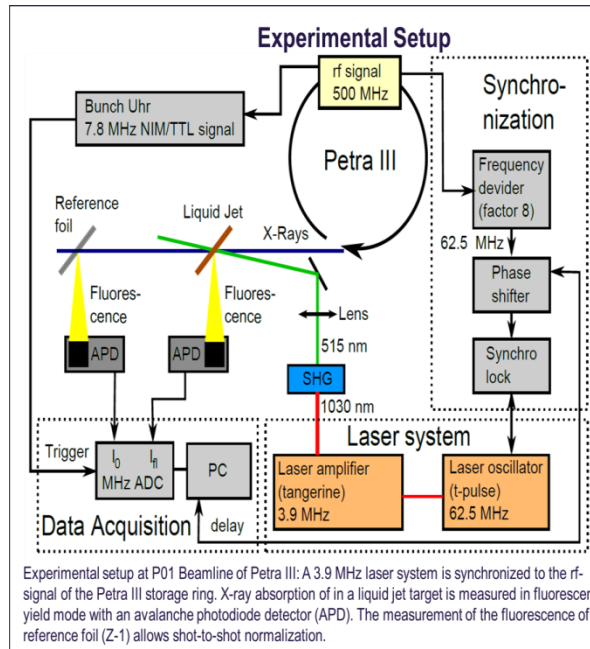 Experimental Setup
rf signal
500 MHz
Bunch Uhr
7.8 MHz NIM/TTL signal
Synchro-
nization
Petra III
Reference
foil
Liquid Jet
X-Rays
Frequency
devider
(factor 8)
62.5 MHz
Phase
shifter
Fluores-
cence
Fluores-
cence
Lens
APD
APD
515 nm
Synchro
lock
SHG
1030 nm
Laser system
Trigger
I0 Ifl
MHz ADC
PC
Laser amplifier
(tangerine)
3.9 MHz
Laser oscillator
(t-pulse)
62.5 MHz
Data Acquisition
delay
Experimental setup at P01 Beamline of Petra III: A 3.9 MHz laser system is synchronized to the rf-
signal of the Petra III storage ring. X-ray absorption of in a liquid jet target is measured in fluorescen
yield mode with an avalanche photodiode detector (APD). The measurement of the fluorescence of
reference foil (Z-1) allows shot-to-shot normalization.